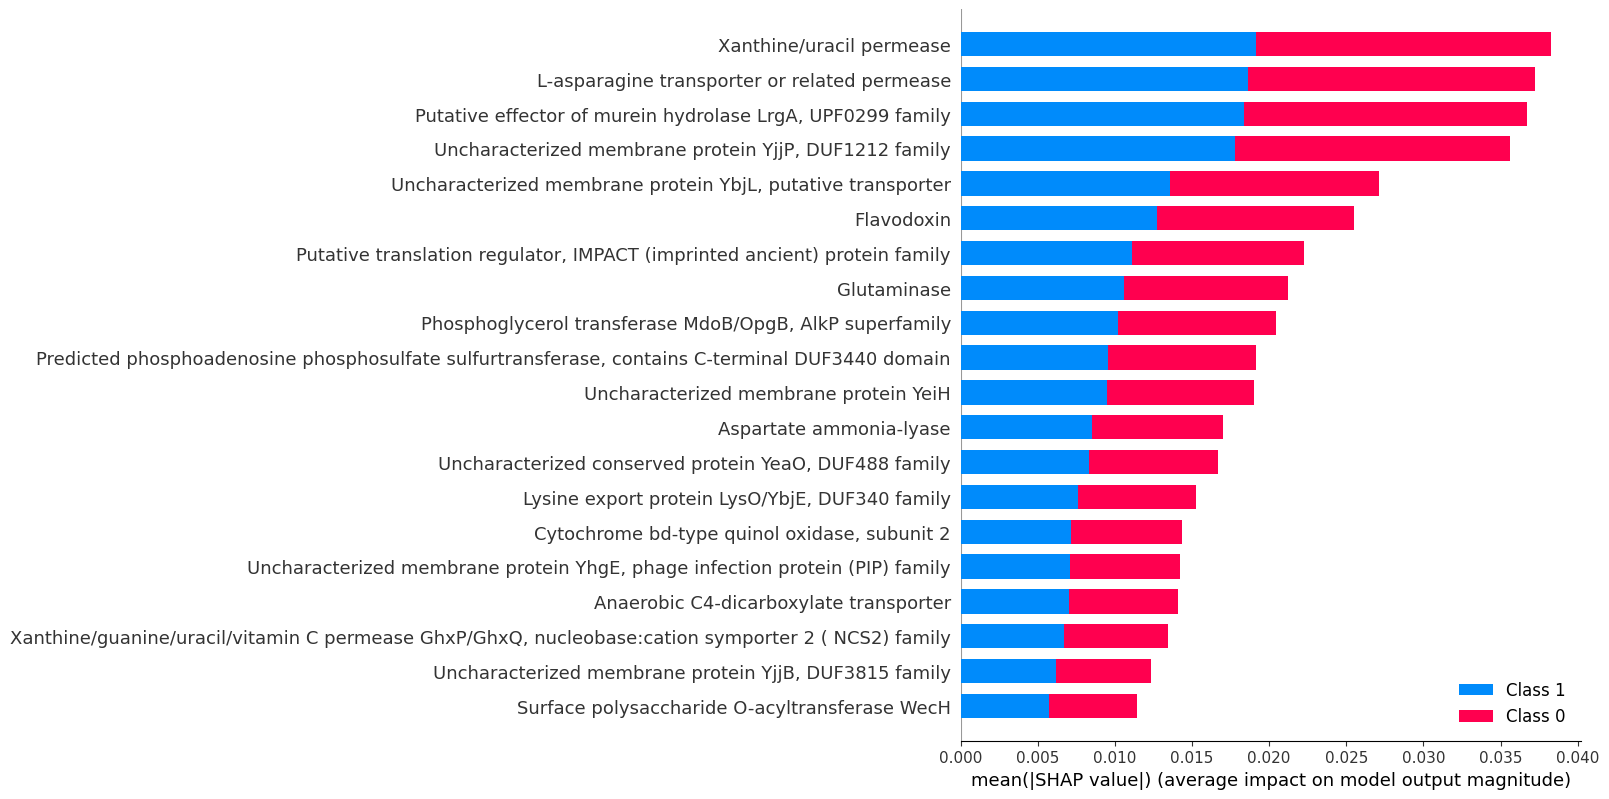 Xanthine/uracil permease
L-asparagine transporter or related permease
Putative effector of murein hydrolase LrgA, UPF0299 family
Uncharacterized membrane protein YjjP, DUF1212 family
Uncharacterized membrane protein YbjL, putative transporter
Flavodoxin
Putative translation regulator, IMPACT (imprinted ancient) protein family
Glutaminase
Phosphoglycerol transferase MdoB/OpgB, AlkP superfamily
Predicted phosphoadenosine phosphosulfate sulfurtransferase, contains C-terminal DUF3440 domain
Uncharacterized membrane protein YeiH
Aspartate ammonia-lyase
Uncharacterized conserved protein YeaO, DUF488 family
Lysine export protein LysO/YbjE, DUF340 family
Cytochrome bd-type quinol oxidase, subunit 2
Uncharacterized membrane protein YhgE, phage infection protein (PIP) family
Anaerobic C4-dicarboxylate transporter
Xanthine/guanine/uracil/vitamin C permease GhxP/GhxQ, nucleobase:cation symporter 2 ( NCS2) family
Uncharacterized membrane protein YjjB, DUF3815 family
Surface polysaccharide O-acyltransferase WecH
Class 1
Class 0
0.000 0.005 0.010 0.015 0.020 0.025 0.030 0.035 0.040
mean(|SHAP value|) (average impact on model output magnitude)